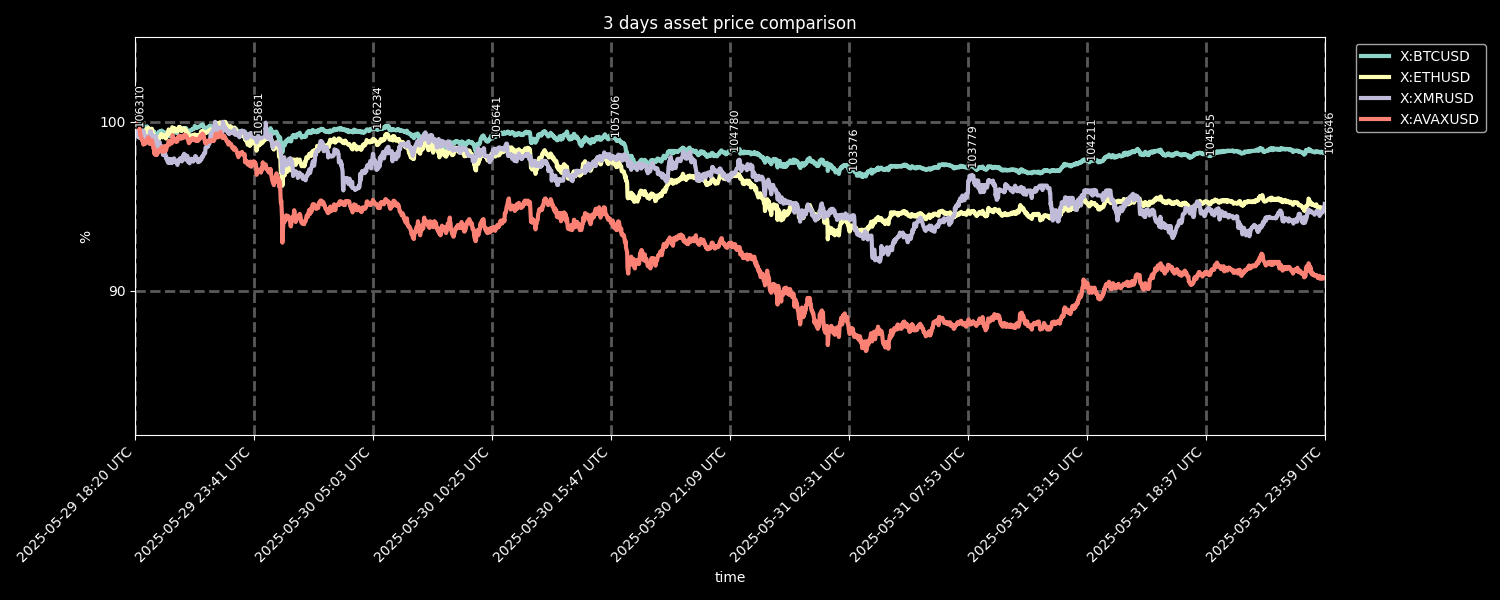 3 days asset price comparison
X:BTCUSD
X:ETHUSD
X:XMRUSD
X:AVAXUSD
106310
105861
106234
105641
105706
104780
103576
103779
104211
104555
104646
100
90
%
2025-05-29 18:20 UTC
2025-05-29 23:41 UTC
2025-05-30 05:03 UTC
2025-05-30 10:25 UTC
2025-05-30 15:47 UTC
2025-05-30 21:09 UTC
2025-05-31 02:31 UTC
2025-05-31 07:53 UTC
2025-05-31 13:15 UTC
2025-05-31 18:37 UTC
2025-05-31 23:59 UTC
time